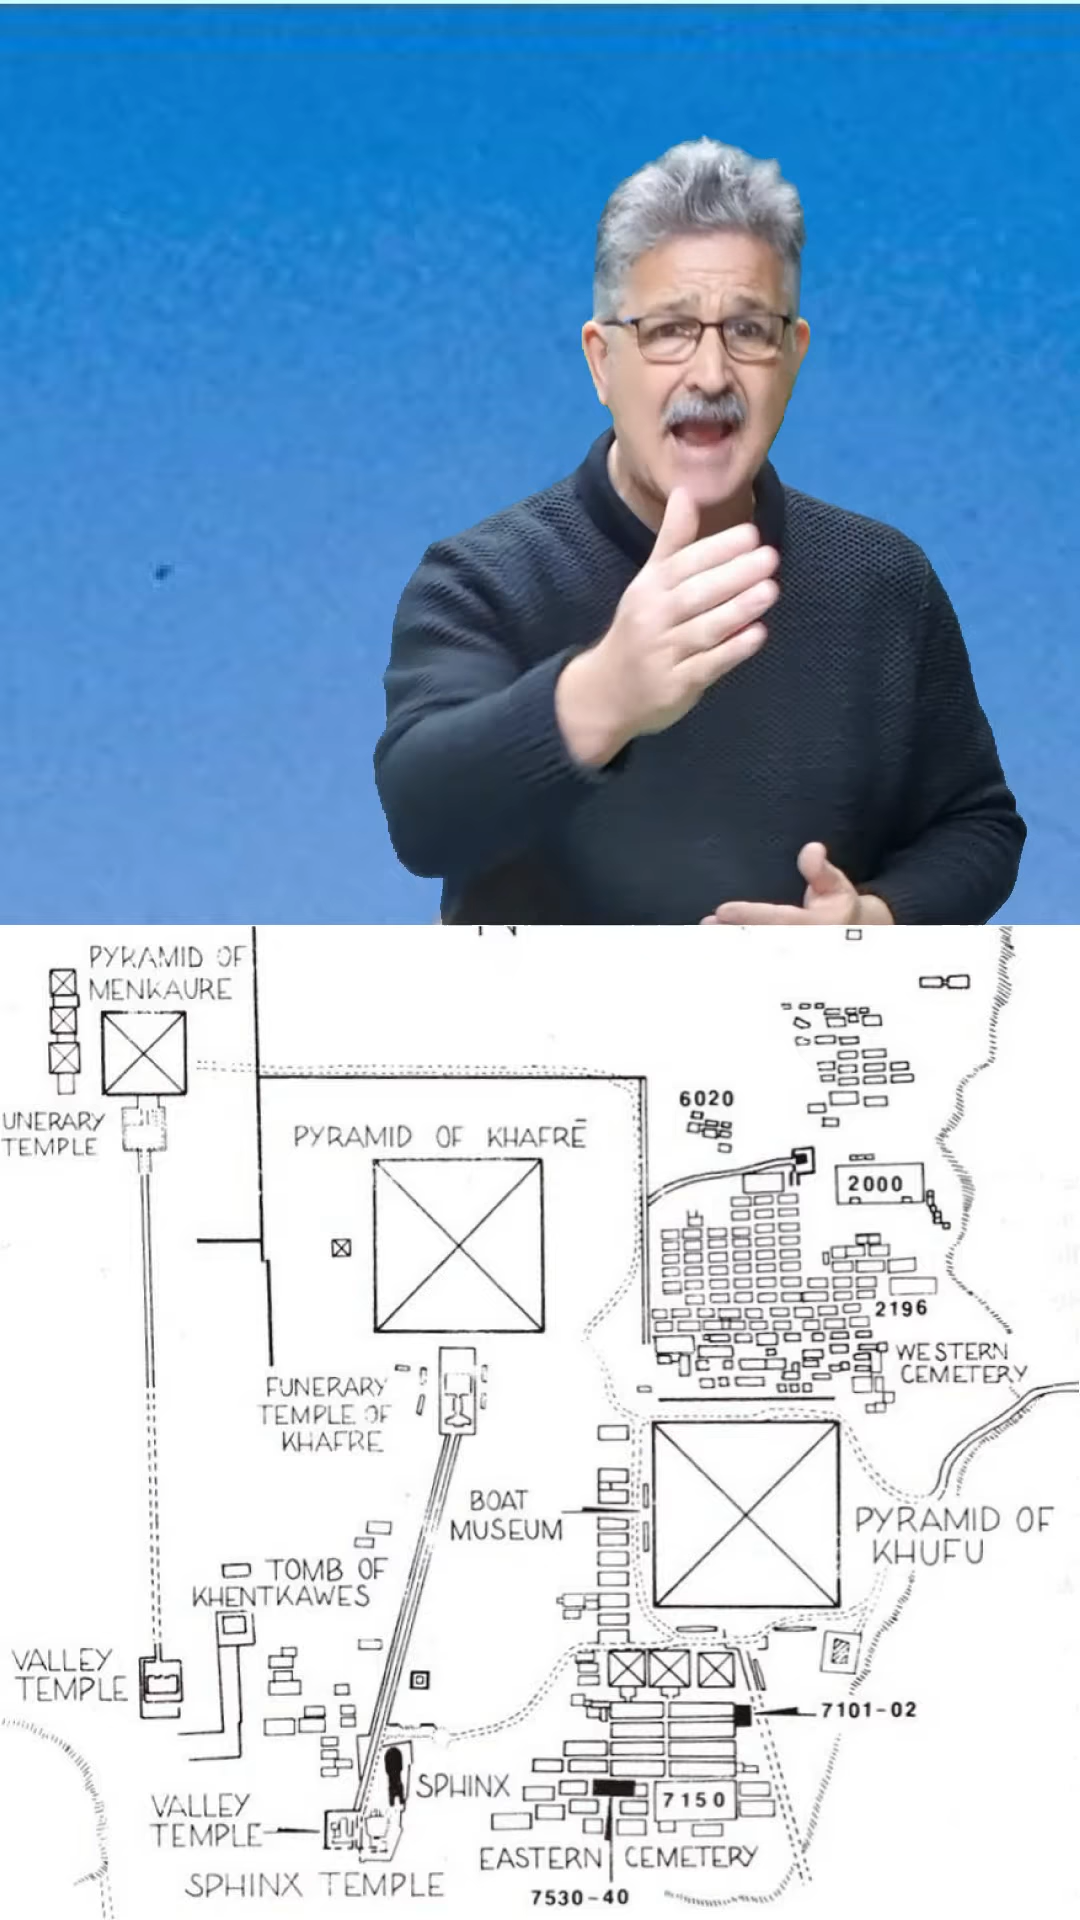 PYRAMID OF
MENKAURE
UNERARY
TEMPLE
PYRAMID OF KHAFRĒ
6020
2000
2196
WESTERN
CEMETERY
FUNERARY
TEMPLE OF
KHAFRE
BOAT
MUSEUM
PYRAMID OF
KHUFU
TOMB OF
KHENTKAWES
VALLEY
TEMPLE
7101-02
SPHINX
7150
VALLEY
TEMPLE
SPHINX TEMPLE
EASTERN CEMETERY
7530-40